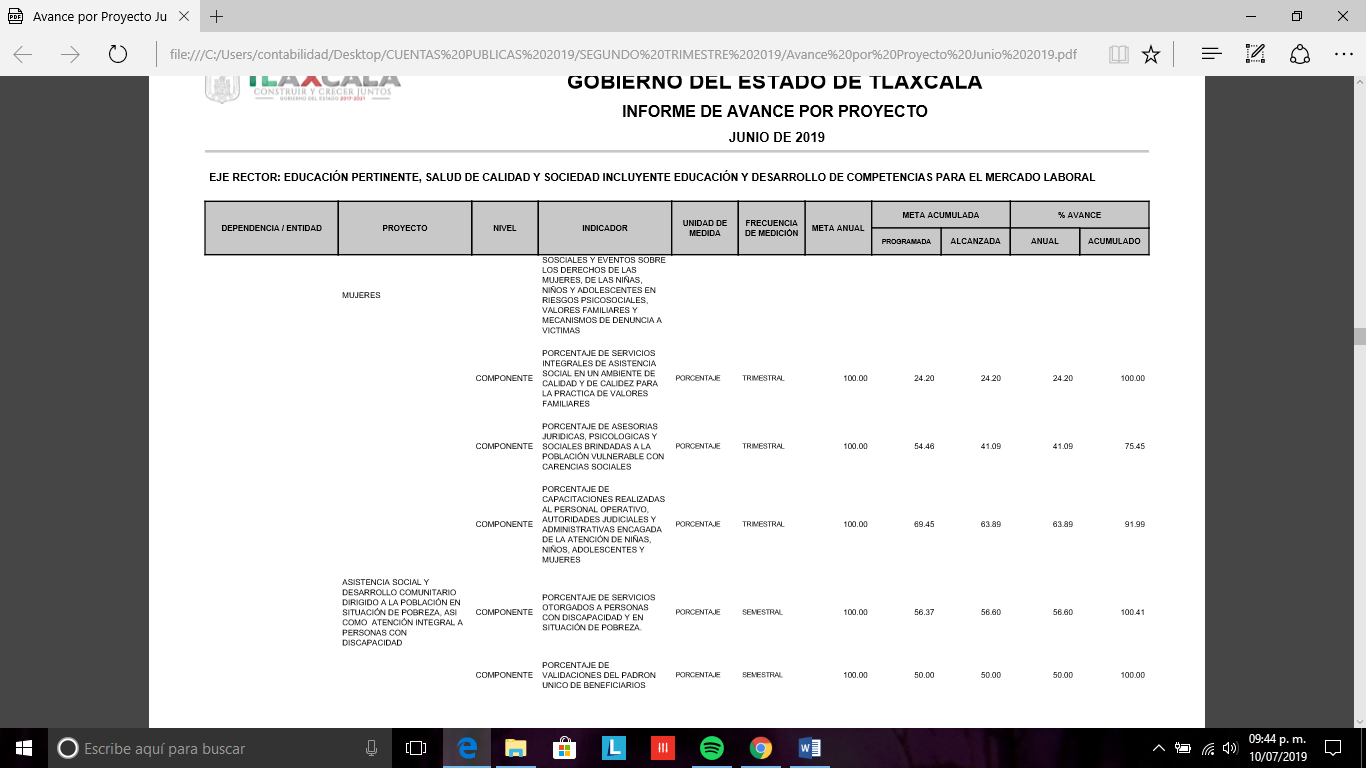 Avance por Proyecto Ju
file:///C:/Users/contabilidad/Desktop/CUENTAS%20PUBLICAS%202019/SEGUNDO%20TRIMESTRE%202019/Avance%20por%20Proyecto%20Junio%202019.pdf
TLAXCALA
CONSTRUIR Y CRECER JUNTOS
GOBIERNO DEL ESTADO 2017-2021
GOBIERNO DEL ESTADO DE TLAXCALA
INFORME DE AVANCE POR PROYECTO
JUNIO DE 2019
EJE RECTOR: EDUCACIÓN PERTINENTE, SALUD DE CALIDAD Y SOCIEDAD INCLUYENTE EDUCACIÓN Y DESARROLLO DE COMPETENCIAS PARA EL MERCADO LABORAL
DEPENDENCIA / ENTIDAD
PROYECTO
NIVEL
INDICADOR
UNIDAD DE
MEDIDA
FRECUENCIA
DE MEDICIÓN
META ANUAL
META ACUMULADA
PROGRAMADA
ALCANZADA
% AVANCE
ANUAL
ACUMULADO
MUJERES
SOSCIALES Y EVENTOS SOBRE
LOS DERECHOS DE LAS
MUJERES, DE LAS NIÑAS,
NIÑOS Y ADOLESCENTES EN
RIESGOS PSICOSOCIALES,
VALORES FAMILIARES Y
MECANISMOS DE DENUNCIA A
VICTIMAS
COMPONENTE
PORCENTAJE DE SERVICIOS
INTEGRALES DE ASISTENCIA
SOCIAL EN UN AMBIENTE DE
CALIDAD Y DE CALIDEZ PARA
LA PRACTICA DE VALORES
FAMILIARES
PORCENTAJE
TRIMESTRAL
100.00
24.20
24.20
24.20
100.00
COMPONENTE
PORCENTAJE DE ASESORIAS
JURIDICAS, PSICOLOGICAS Y
SOCIALES BRINDADAS A LA
POBLACIÓN VULNERABLE CON
CARENCIAS SOCIALES
PORCENTAJE
TRIMESTRAL
100.00
54.46
41.09
41.09
75.45
COMPONENTE
PORCENTAJE DE
CAPACITACIONES REALIZADAS
AL PERSONAL OPERATIVO,
AUTORIDADES JUDICIALES Y
ADMINISTRATIVAS ENCAGADA
DE LA ATENCIÓN DE NIÑAS,
NIÑOS, ADOLESCENTES Y
MUJERES
PORCENTAJE
TRIMESTRAL
100.00
69.45
63.89
63.89
91.99
ASISTENCIA SOCIAL Y
DESARROLLO COMUNITARIO
DIRIGIDO A LA POBLACIÓN EN
SITUACIÓN DE POBREZA, ASI
COMO ATENCIÓN INTEGRAL A
PERSONAS CON
DISCAPACIDAD
COMPONENTE
PORCENTAJE DE SERVICIOS
OTORGADOS A PERSONAS
CON DISCAPACIDAD Y EN
SITUACIÓN DE POBREZA.
PORCENTAJE
SEMESTRAL
100.00
56.37
56.60
56.60
100.41
COMPONENTE
PORCENTAJE DE
VALIDACIONES DEL PADRON
UNICO DE BENEFICIARIOS
PORCENTAJE
SEMESTRAL
100.00
50.00
50.00
50.00
100.00
Escribe aquí para buscar
09:44 p. m.
10/07/2019